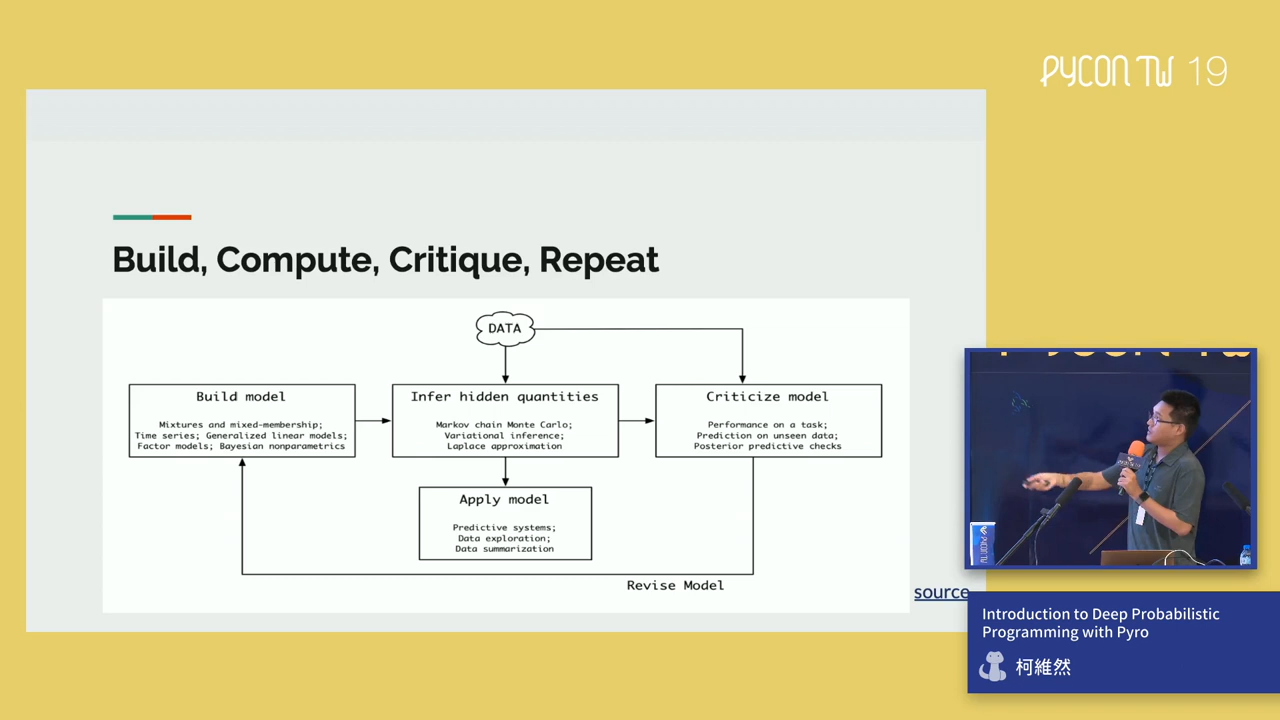 PYCON TW 19
Build, Compute, Critique, Repeat
DATA
Build model
Mixtures and mixed-membership;
Time series; Generalized linear models;
Factor models; Bayesian nonparametrics
Infer hidden quantities
Markov chain Monte Carlo;
Variational inference;
Laplace approximation
Criticize model
Performance on a task;
Prediction on unseen data;
Posterior predictive checks
Apply model
Predictive systems;
Data exploration;
Data summarization
Revise Model
source
Introduction to Deep Probabilistic
Programming with Pyro
柯維然